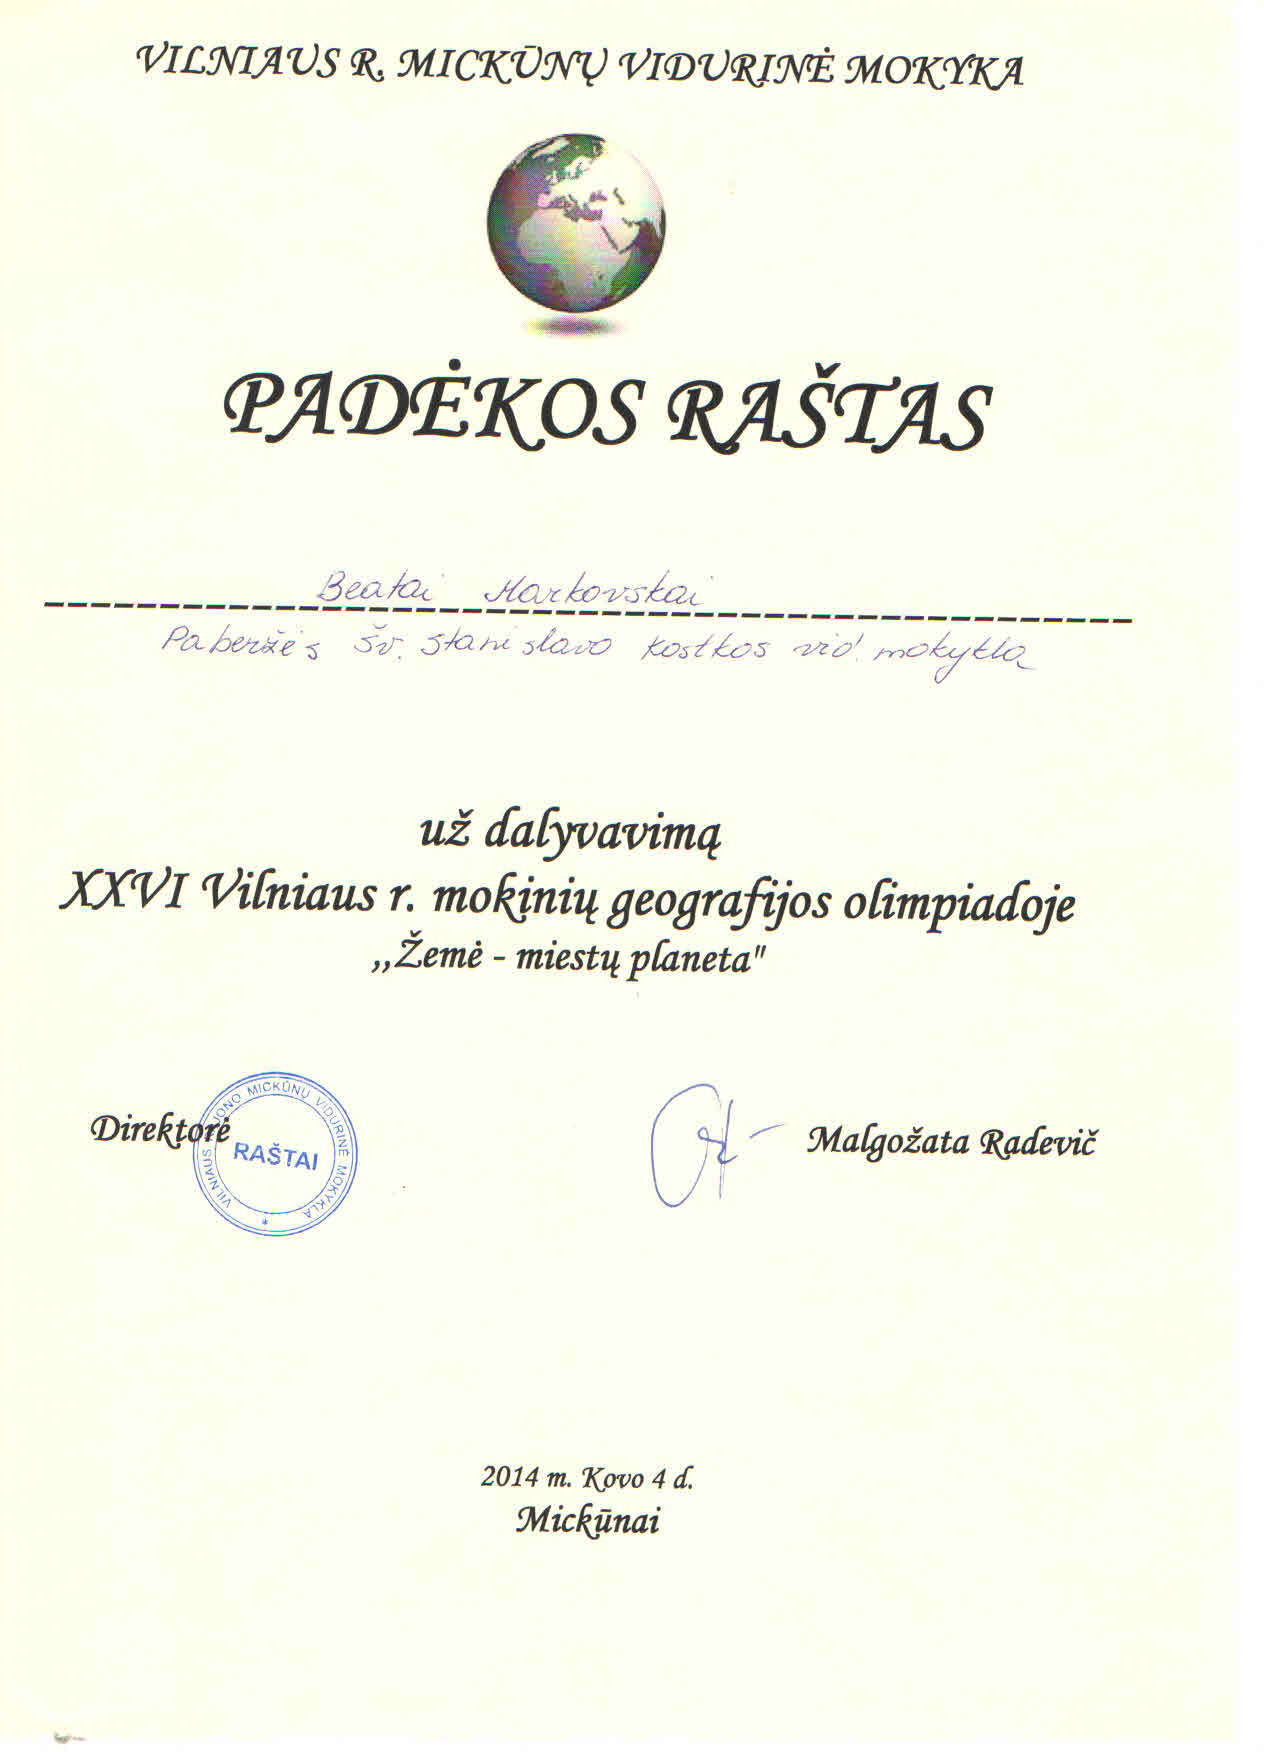 VILNIAUS R. MICKŪNŲ VIDURINĖ MOKYKA
PADĖKOS RAŠTAS
Beatai Markovskai
Paberžės šv. Stanislavo Kostkos vid. mokykla
už dalyvavimą
XXVI Vilniaus r. mokinių geografijos olimpiadoje
,,Žemė - miestų planeta"
Direktorė
VILNIAUS RAJONO MICKŪNŲ VIDURINĖ MOKYKLA *
RAŠTAI
Malgožata Radevič
2014 m. Kovo 4 d.
Mickūnai